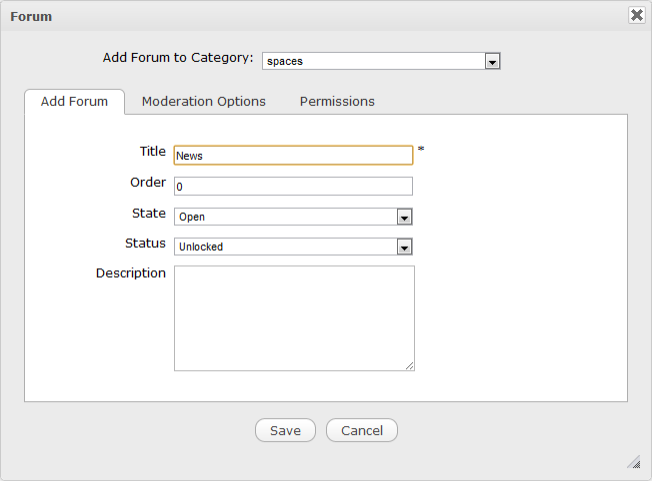 Forum
Add Forum to Category: spaces
Add Forum Moderation Options Permissions
Title News *
Order 0
State Open
Status Unlocked
Description
Save Cancel